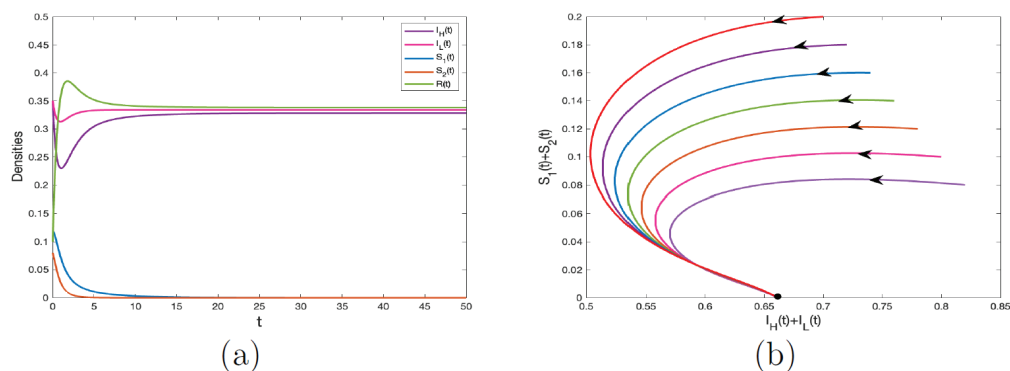 0.5
0.45
0.4
0.35
0.3
0.25
0.2
0.15
0.1
0.05
0
0 5 10 15 20 25 30 35 40 45 50
Densities
t
I_H(t)
I_L(t)
S_1(t)
S_2(t)
R(t)
(a)
0.2
0.18
0.16
0.14
0.12
0.1
0.08
0.06
0.04
0.02
0
0.5 0.55 0.6 0.65 0.7 0.75 0.8 0.85
S_1(t)+S_2(t)
I_H(t)+I_L(t)
(b)